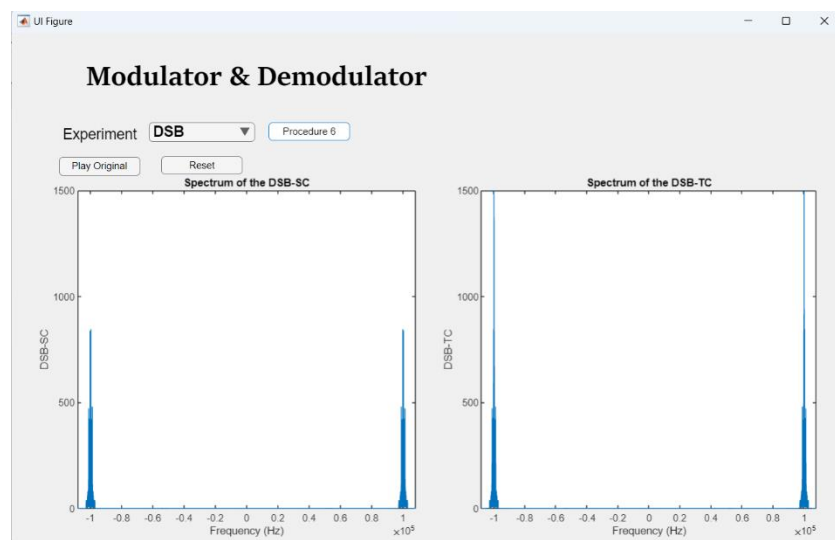 UI Figure
Modulator & Demodulator
Experiment DSB Procedure 6
Play Original Reset
Spectrum of the DSB-SC
1500
1000
500
0
DSB-SC
-1 -0.8 -0.6 -0.4 -0.2 0 0.2 0.4 0.6 0.8 1
Frequency (Hz)
×10⁵
Spectrum of the DSB-TC
1500
1000
500
0
DSB-TC
-1 -0.8 -0.6 -0.4 -0.2 0 0.2 0.4 0.6 0.8 1
Frequency (Hz)
×10⁵